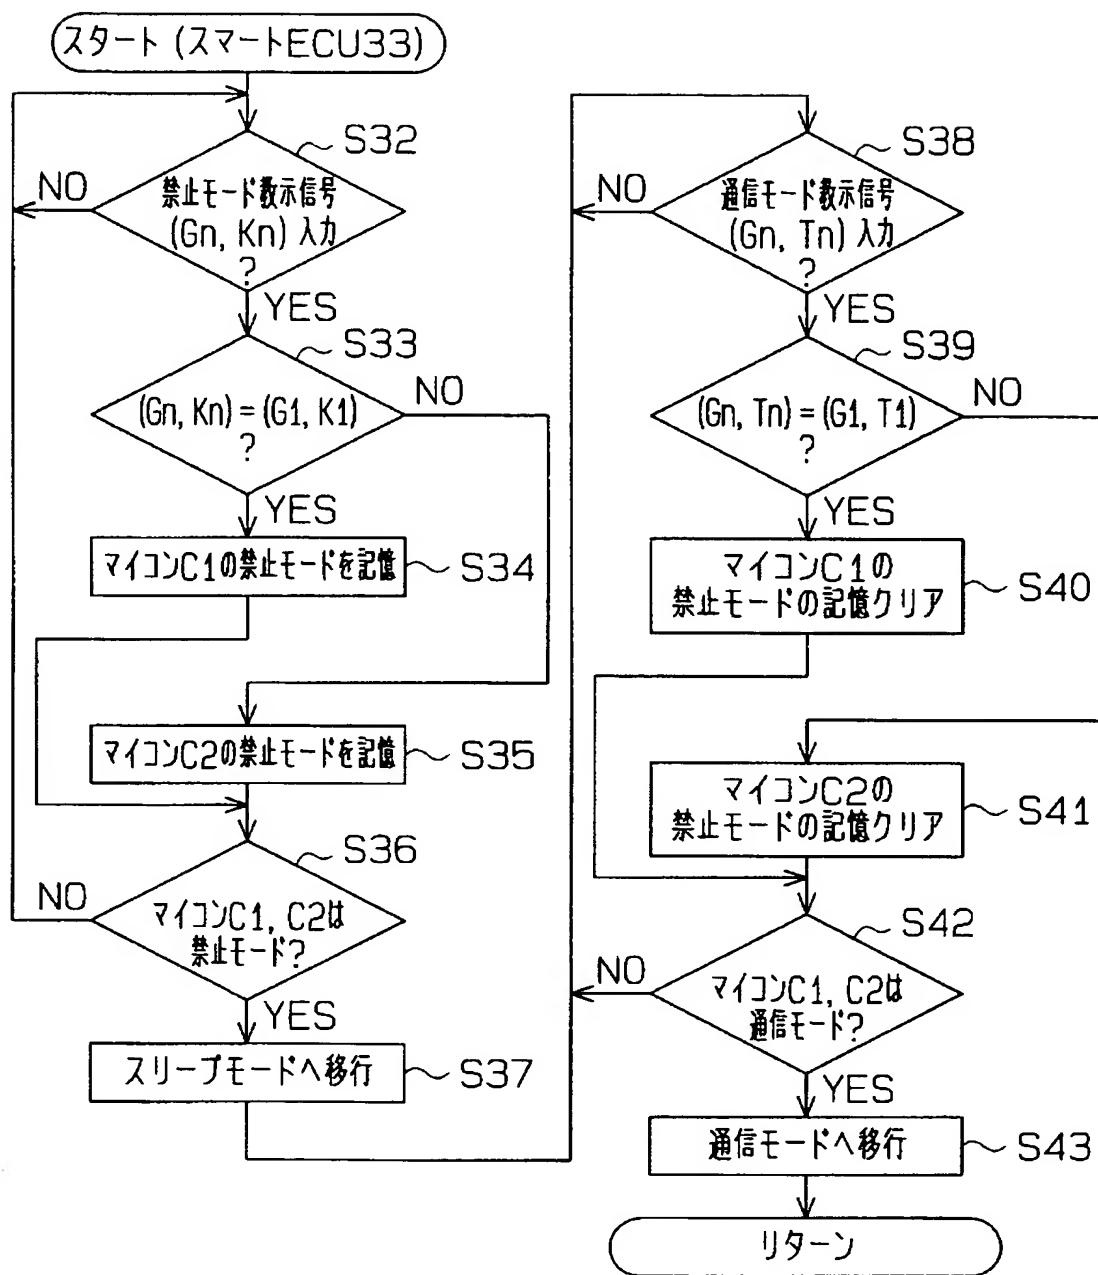 スタート (スマートECU33)
S32
禁止モード教示信号
(Gn, Kn) 入力
?
NO
YES
S33
(Gn, Kn) = (G1, K1)
?
NO
YES
マイコンC1の禁止モードを記憶
S34
マイコンC2の禁止モードを記憶
S35
S36
マイコンC1, C2は
禁止モード?
NO
YES
スリープモードへ移行
S37
S38
通信モード教示信号
(Gn, Tn) 入力
?
NO
YES
S39
(Gn, Tn) = (G1, T1)
?
NO
YES
マイコンC1の
禁止モードの記憶クリア
S40
マイコンC2の
禁止モードの記憶クリア
S41
S42
マイコンC1, C2は
通信モード?
NO
YES
通信モードへ移行
S43
リターン